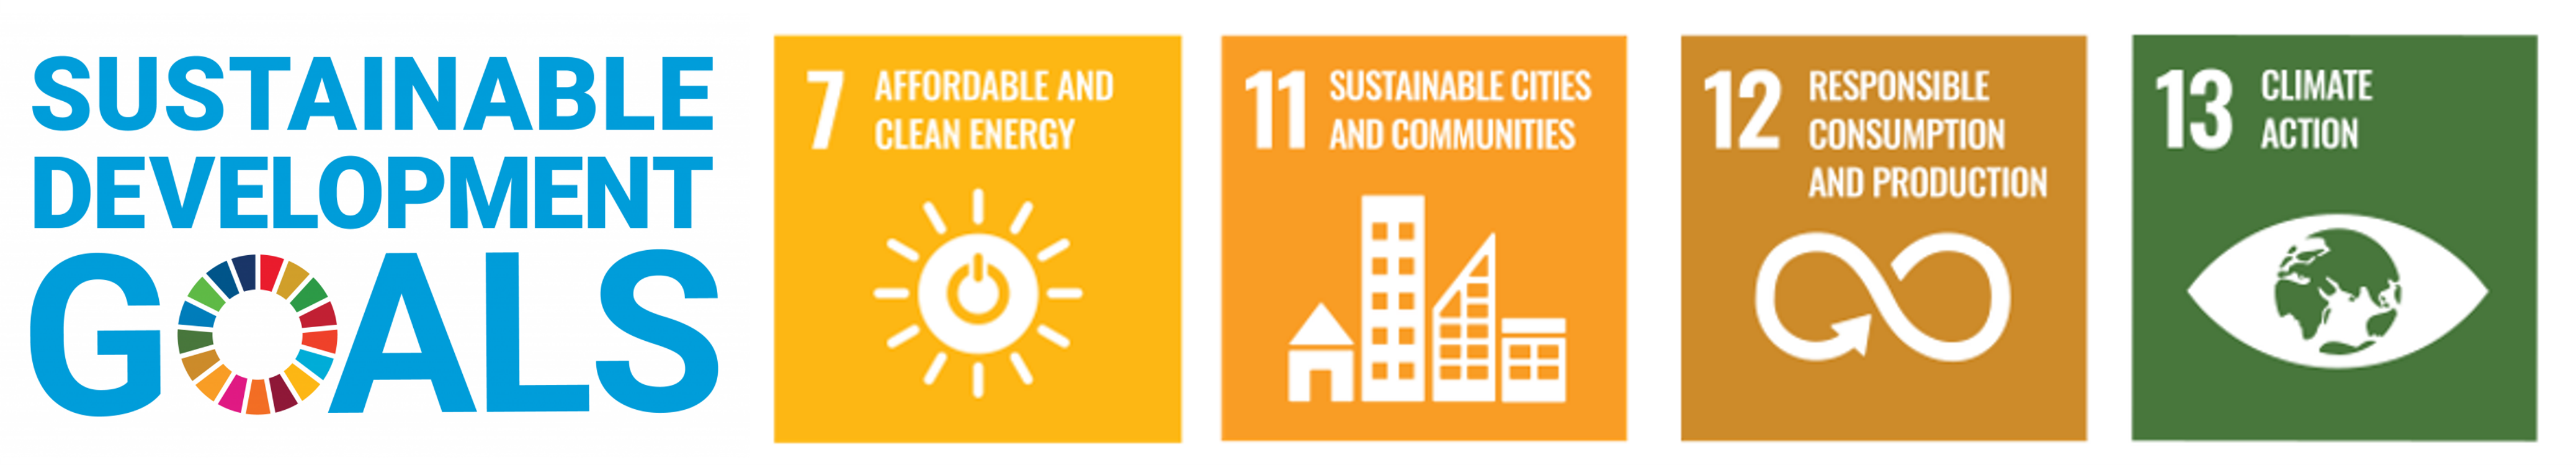 SUSTAINABLE
DEVELOPMENT
GOALS
7
AFFORDABLE AND
CLEAN ENERGY
11
SUSTAINABLE CITIES
AND COMMUNITIES
12
RESPONSIBLE
CONSUMPTION
AND PRODUCTION
13
CLIMATE
ACTION